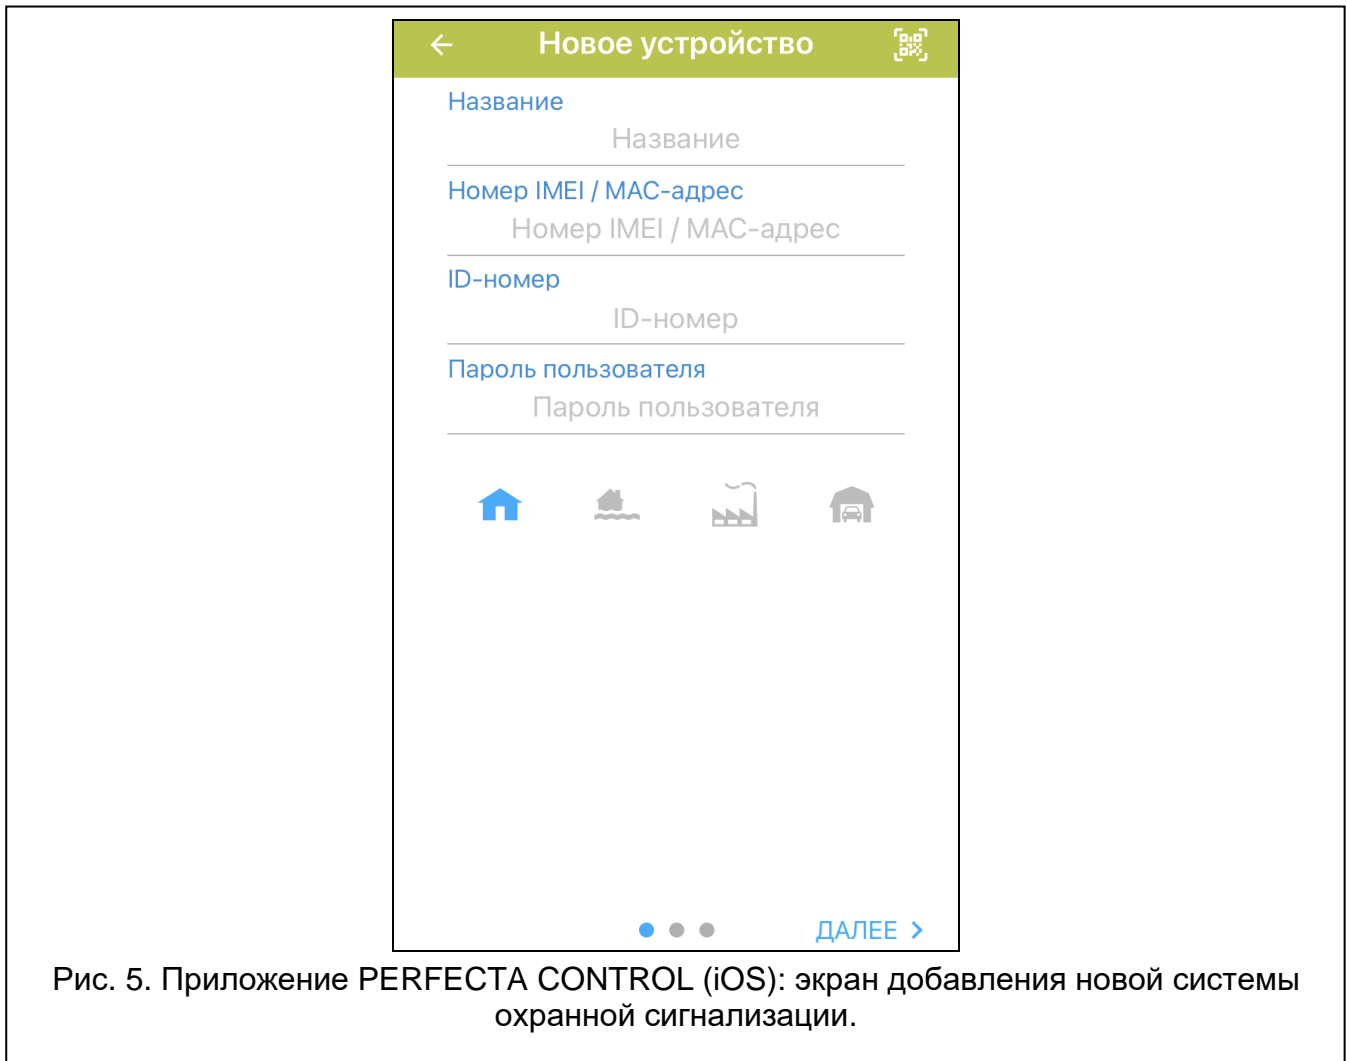 Новое устройство
Название
Название
Номер IMEI / MAC-адрес
Номер IMEI / MAC-адрес
ID-номер
ID-номер
Пароль пользователя
Пароль пользователя
ДАЛЕЕ
Рис. 5. Приложение PERFECTA CONTROL (iOS): экран добавления новой системы
охранной сигнализации.